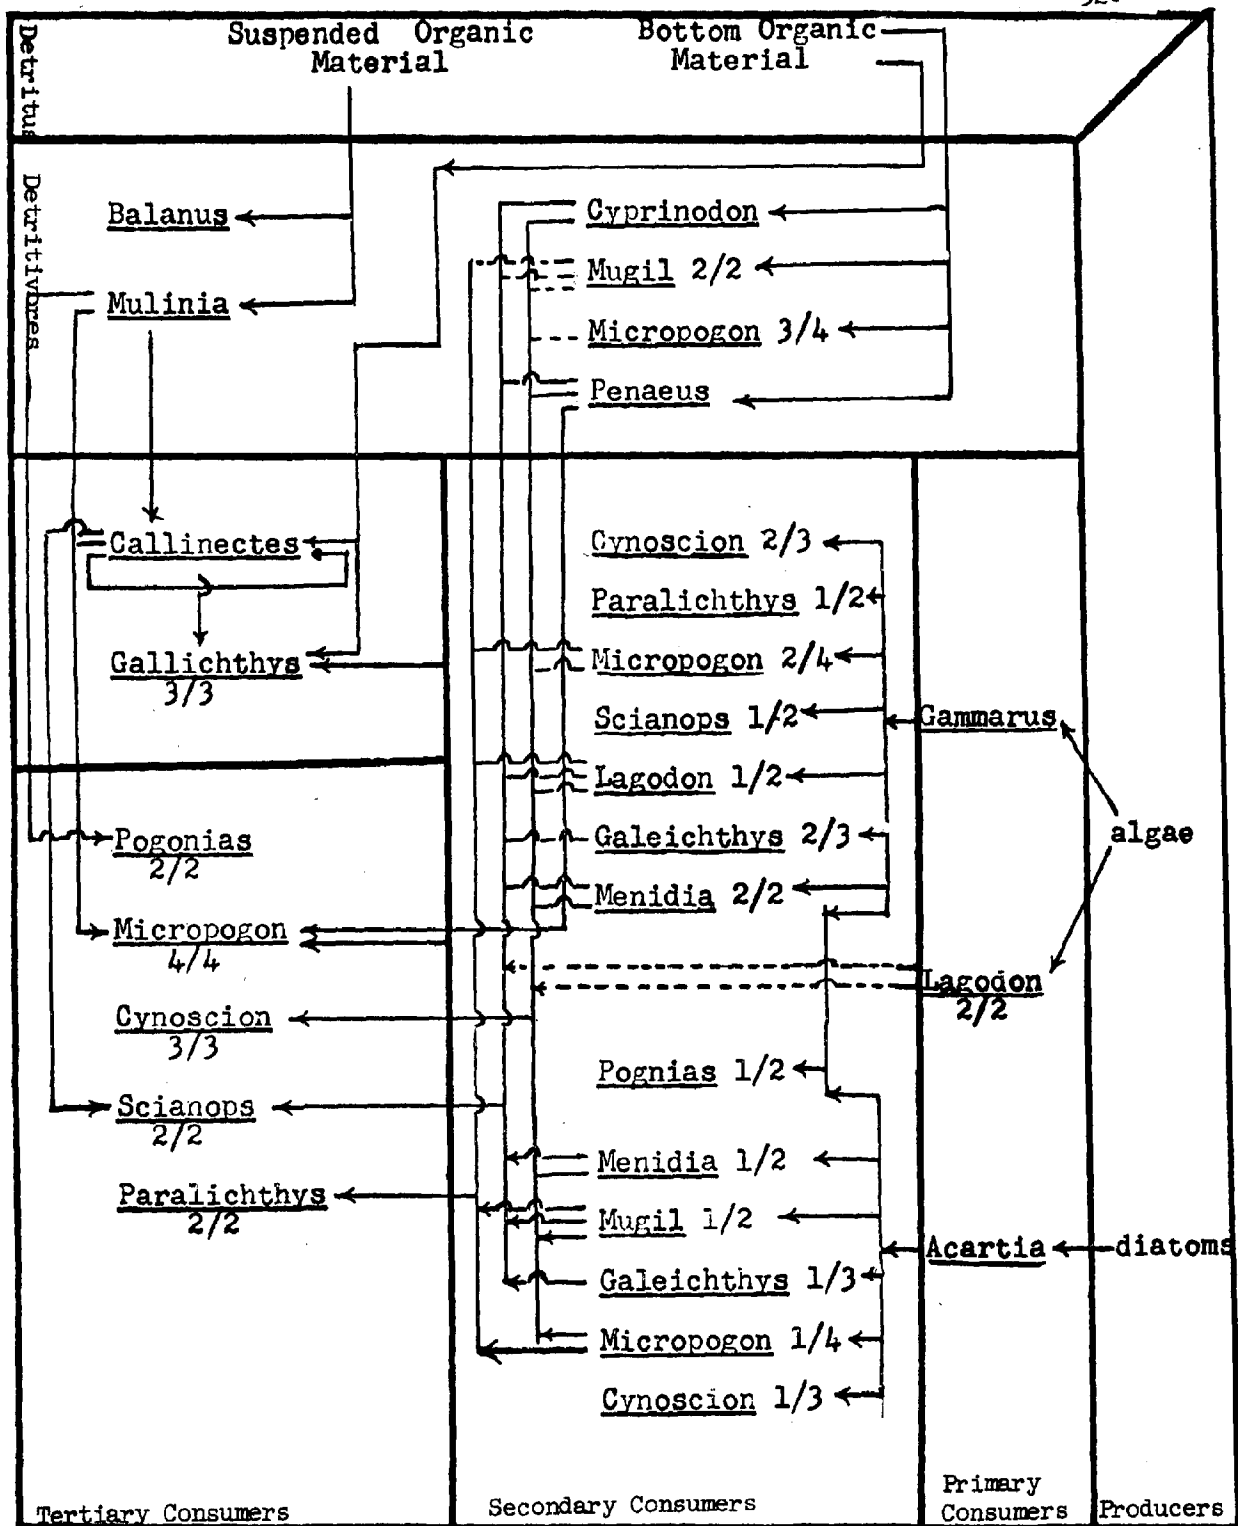 Detritus
Suspended Organic
Material
Bottom Organic
Material
Detritivores
Balanus
Mulinia
Cyprinodon
Mugil 2/2
Micropogon 3/4
Penaeus
Callinectes
Gallichthys
3/3
Cynoscion 2/3
Paralichthys 1/2
Micropogon 2/4
Scianops 1/2
Lagodon 1/2
Galeichthys 2/3
Menidia 2/2
Gammarus
algae
Lagodon
2/2
Pogonias
2/2
Micropogon
4/4
Cynoscion
3/3
Scianops
2/2
Paralichthys
2/2
Pognias 1/2
Menidia 1/2
Mugil 1/2
Galeichthys 1/3
Micropogon 1/4
Cynoscion 1/3
Acartia
diatoms
Tertiary Consumers
Secondary Consumers
Primary
Consumers
Producers